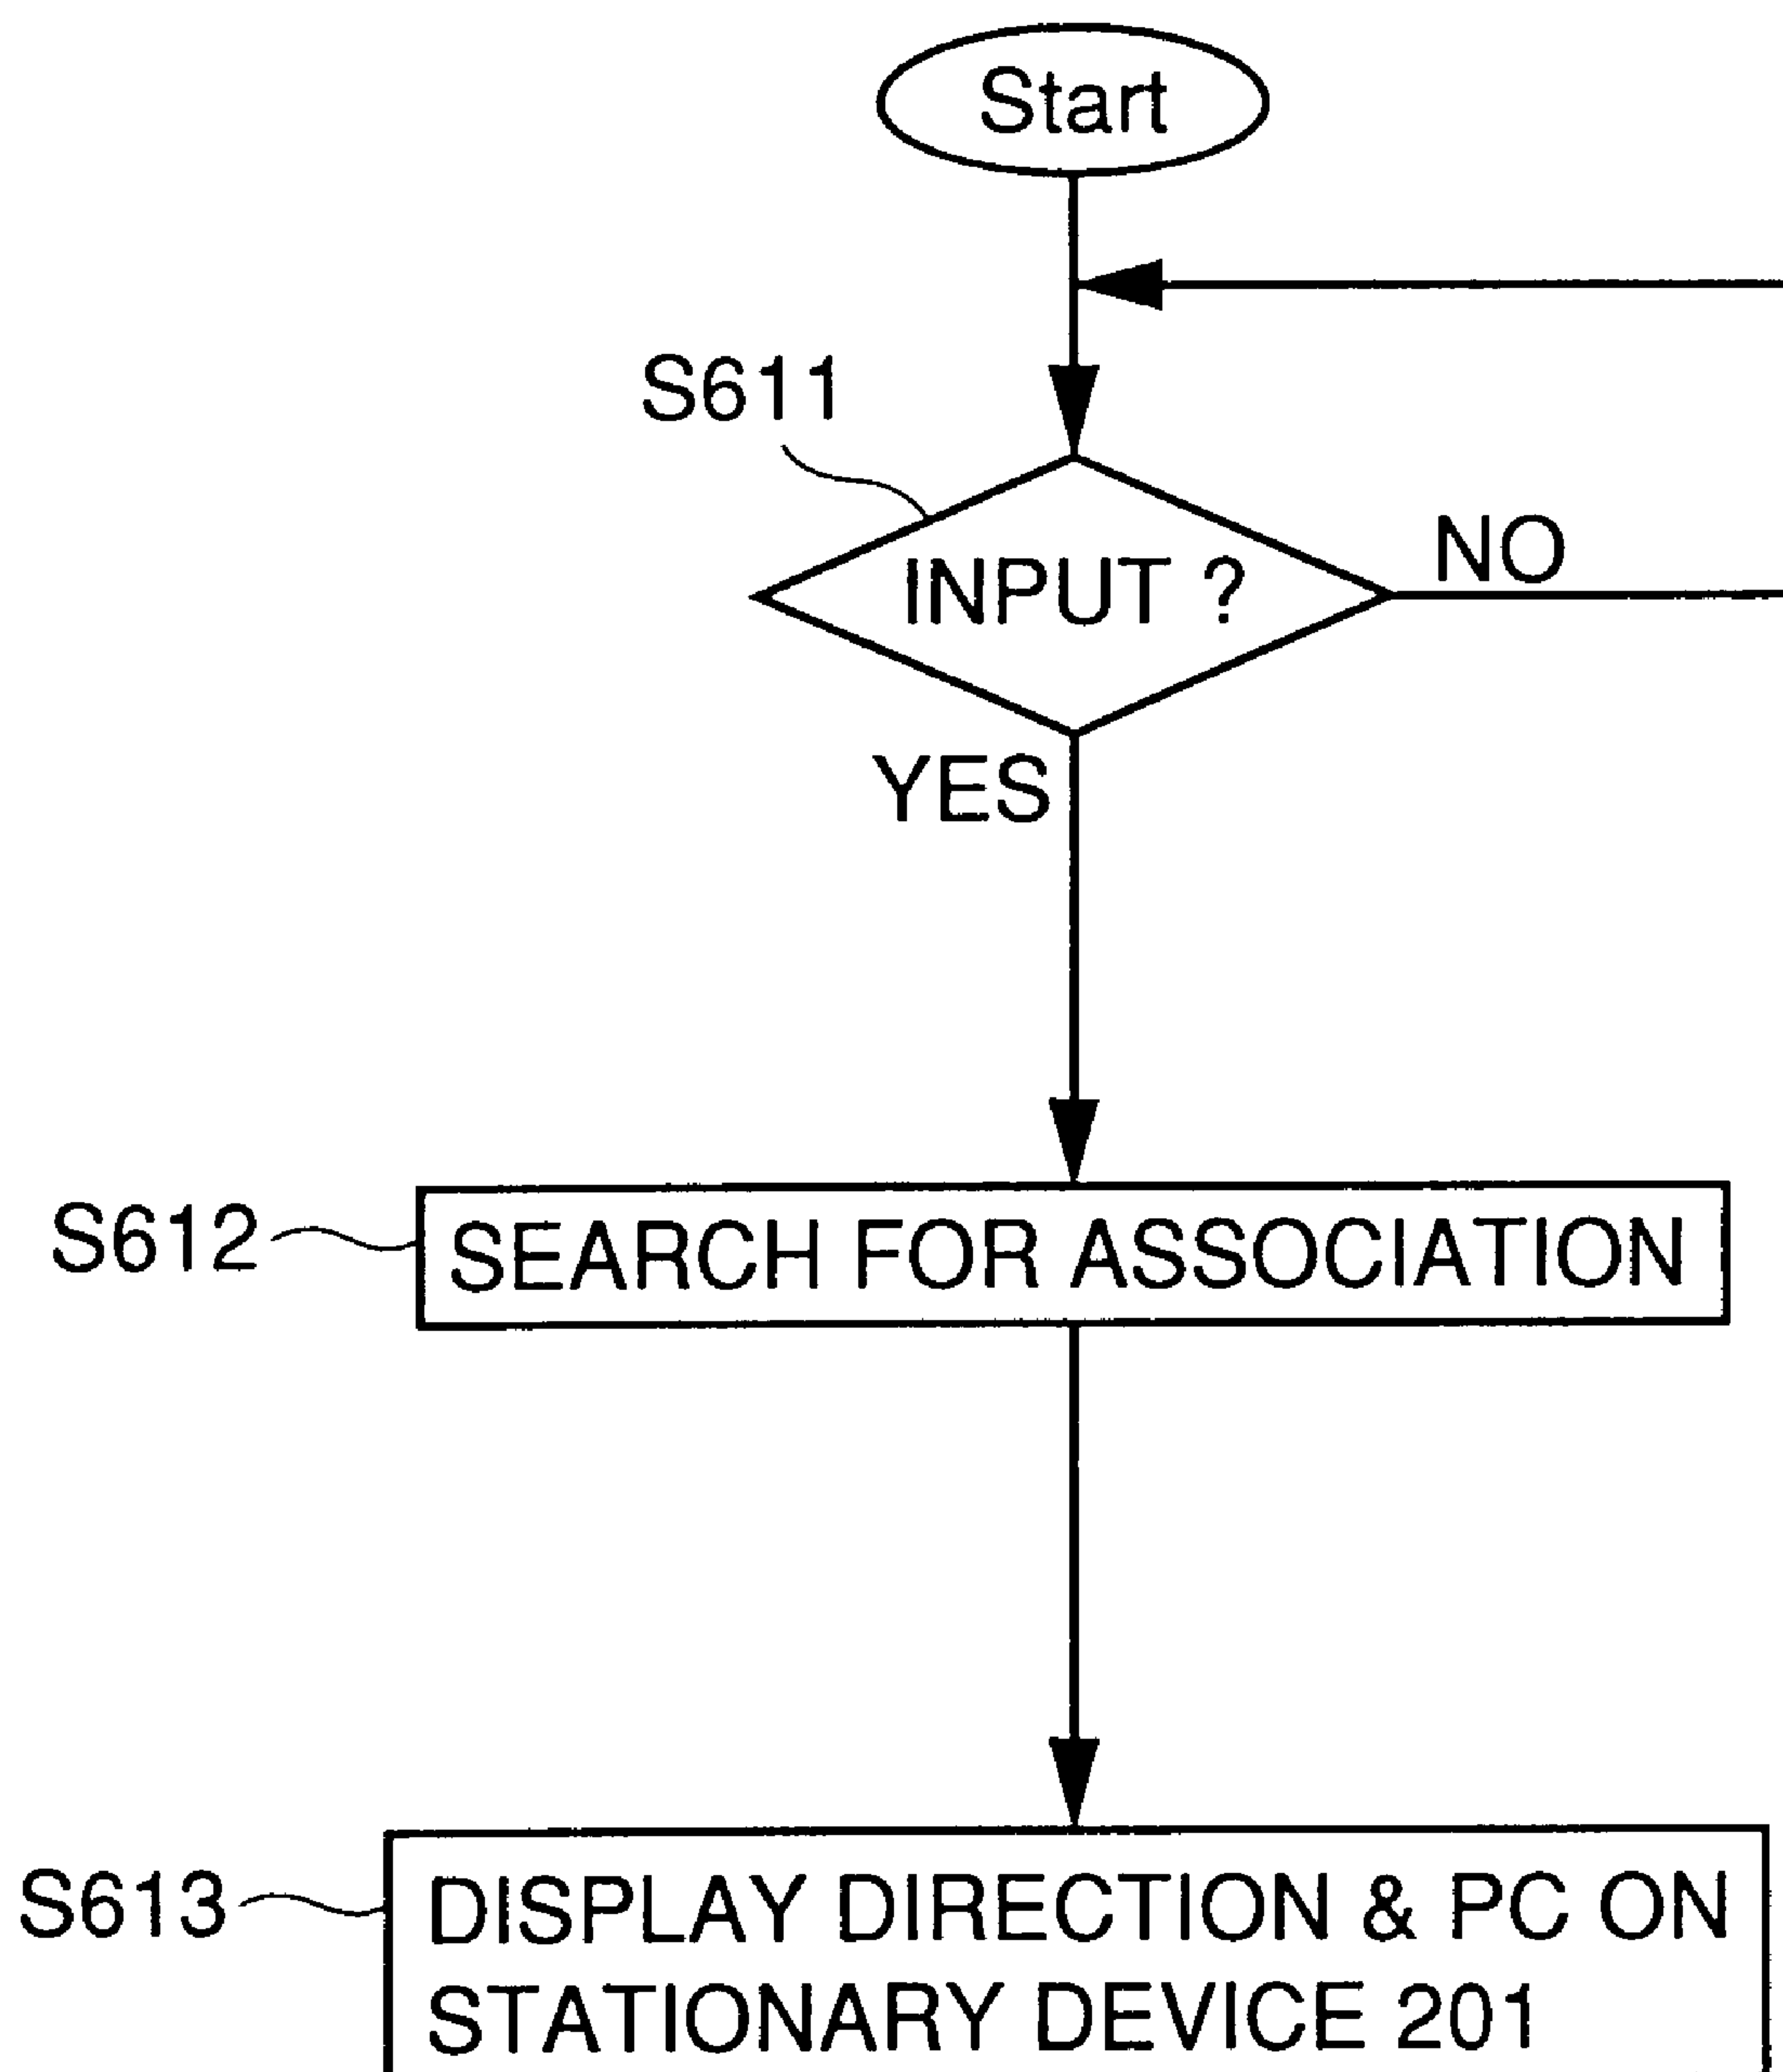 Start
S611
INPUT ?
NO
YES
S612
SEARCH FOR ASSOCIATION
S613
DISPLAY DIRECTION & PC ON
STATIONARY DEVICE 201